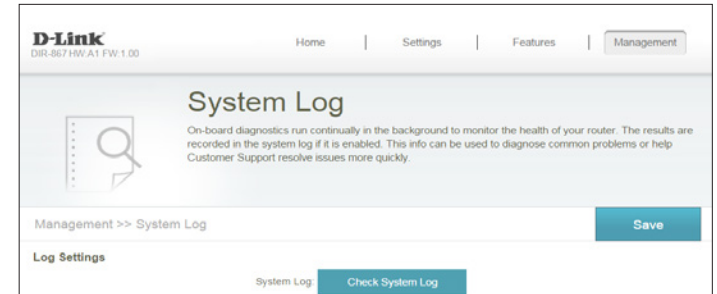 D-Link
DIR-867 HW:A1 FW:1.00
Home | Settings | Features | Management
System Log
On-board diagnostics run continually in the background to monitor the health of your router. The results are
recorded in the system log if it is enabled. This info can be used to diagnose common problems or help
Customer Support resolve issues more quickly.
Management >> System Log
Save
Log Settings
System Log: Check System Log